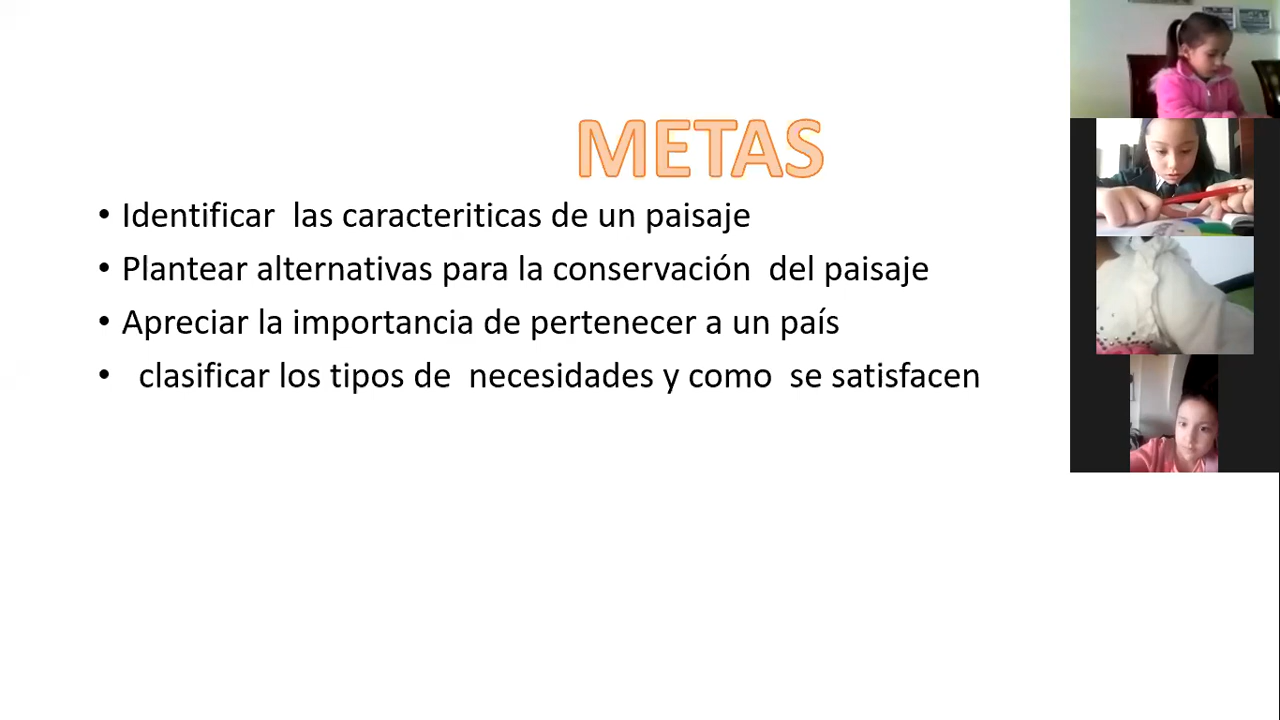 METAS
• Identificar las caracteriticas de un paisaje
• Plantear alternativas para la conservación del paisaje
• Apreciar la importancia de pertenecer a un país
• clasificar los tipos de necesidades y como se satisfacen